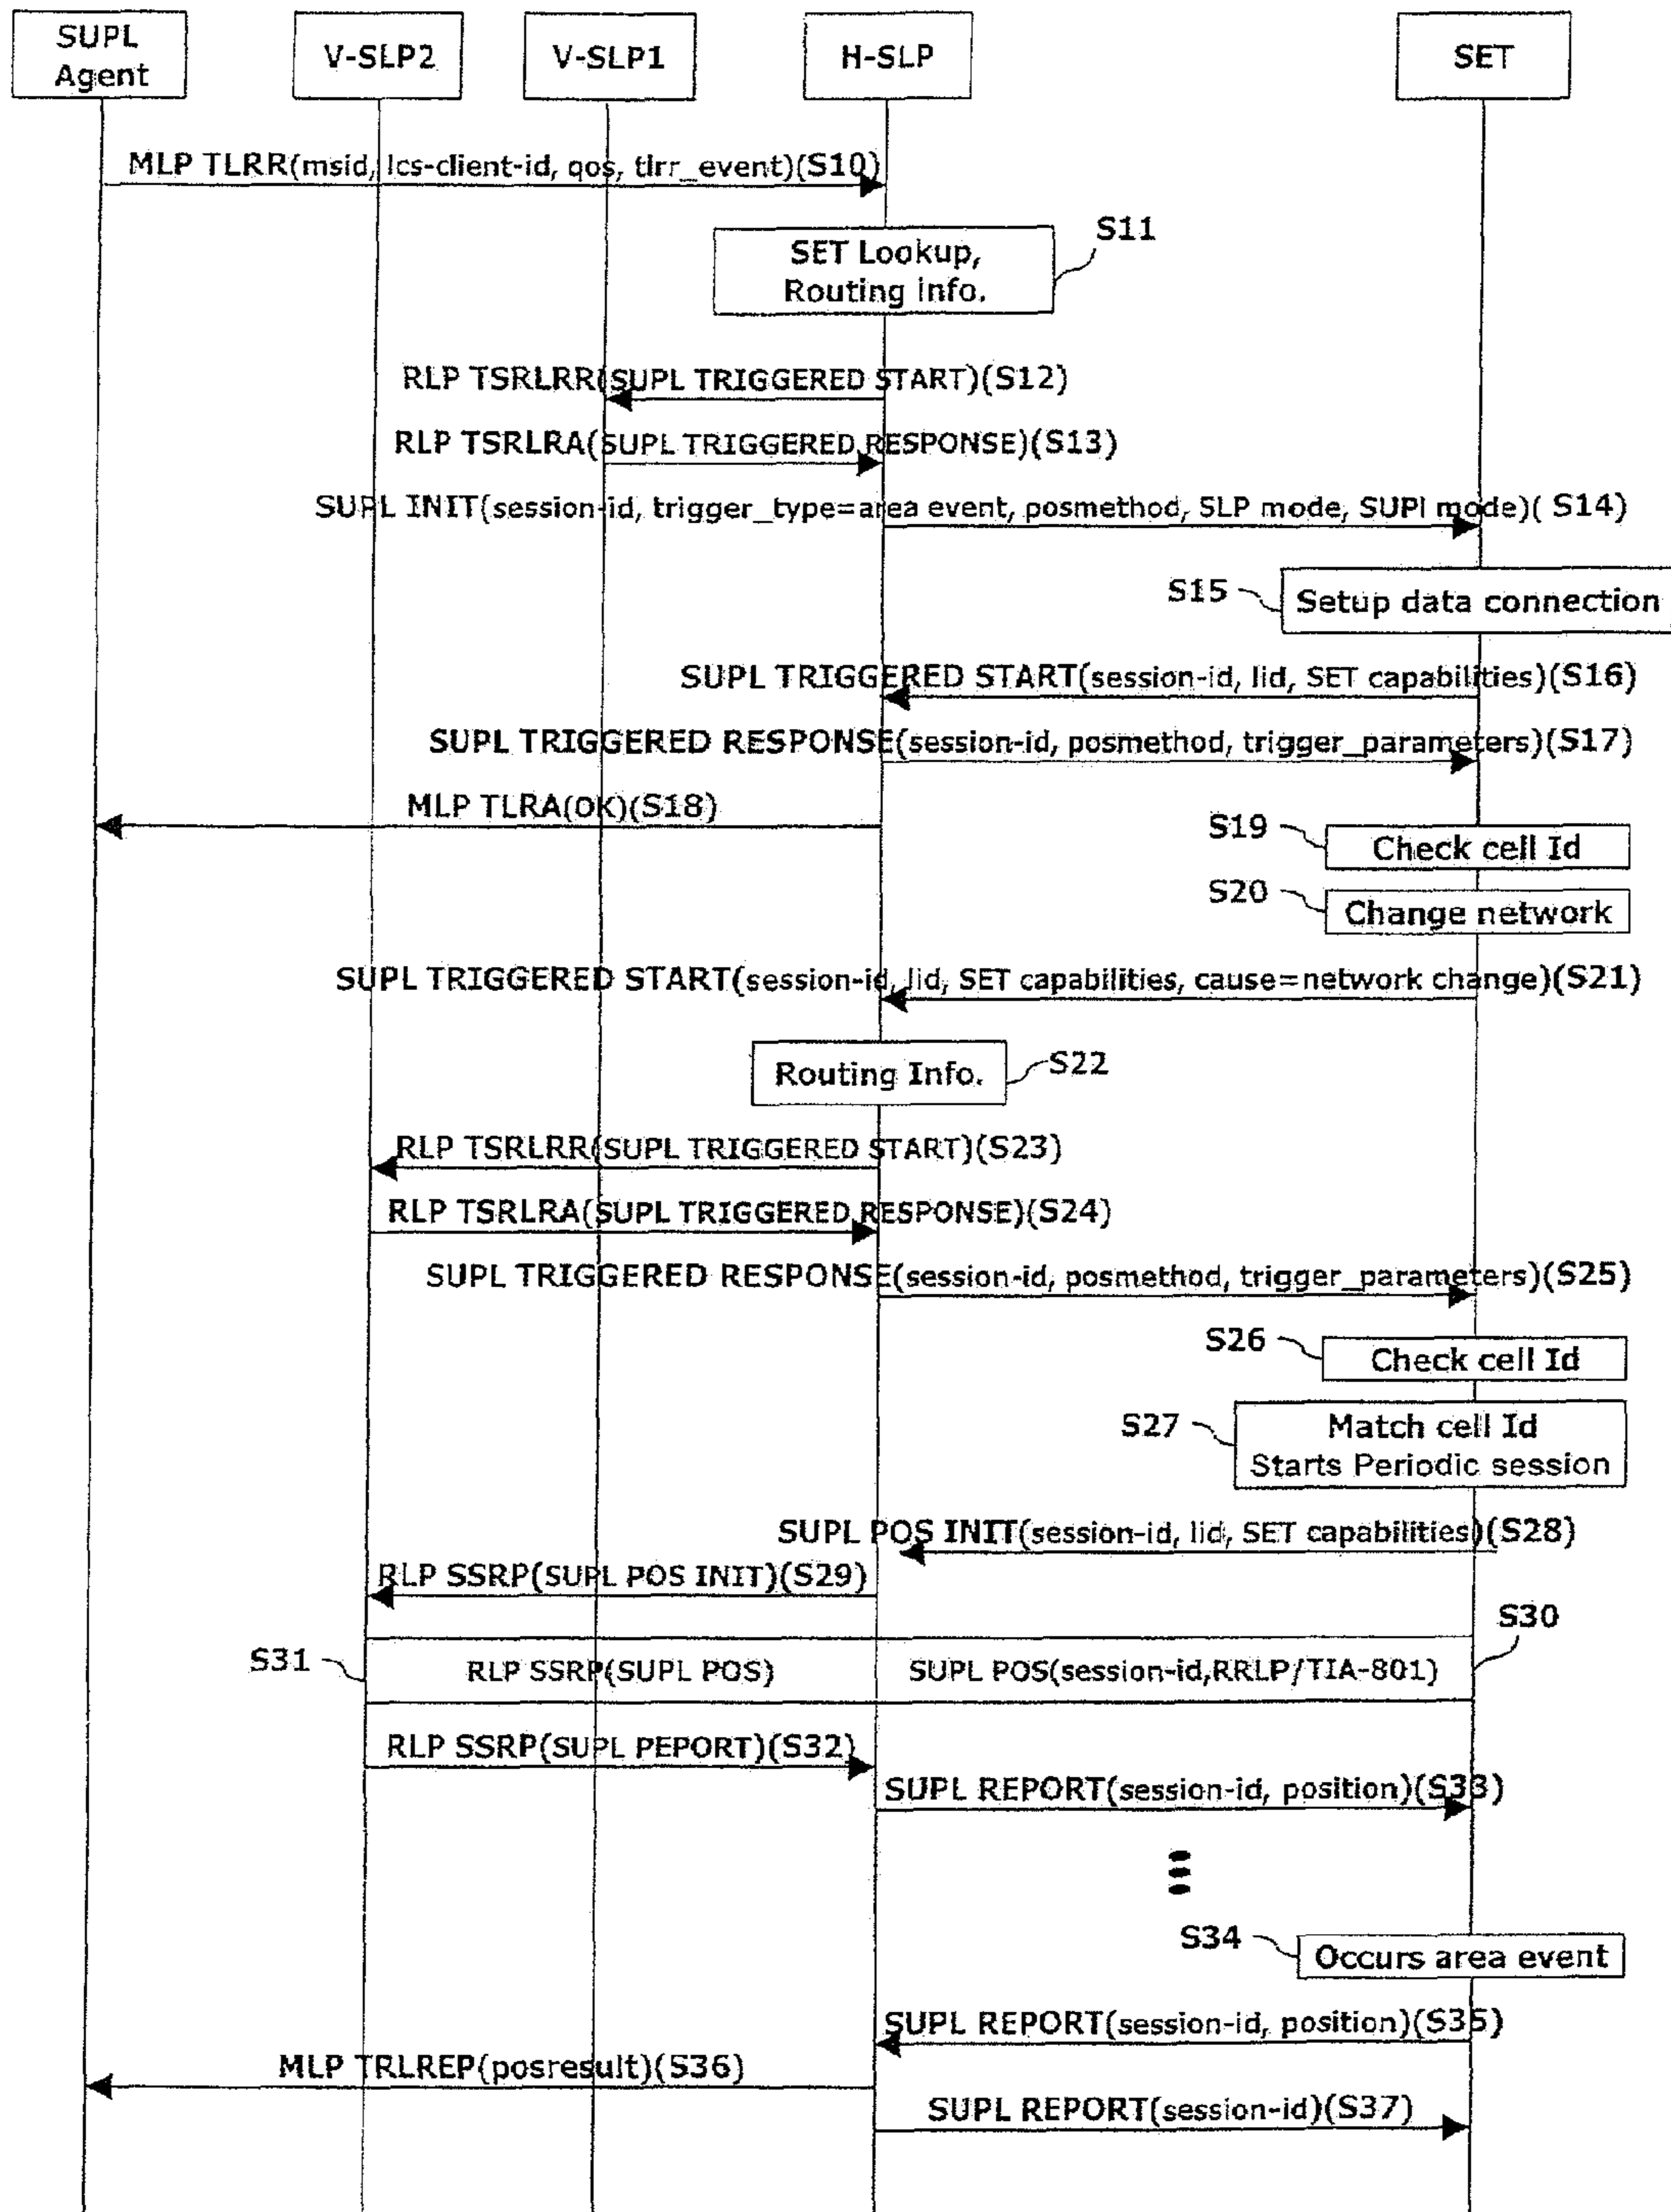 SUPL
Agent
V-SLP2
V-SLP1
H-SLP
SET
MLP TLRR(msid, lcs-client-id, qos, tlrr_event)(S10)
S11
SET Lookup,
Routing info.
RLP TSRLRR(SUPL TRIGGERED START)(S12)
RLP TSRLRA(SUPL TRIGGERED RESPONSE)(S13)
SUPL INIT(session-id, trigger_type=area event, posmethod, SLP mode, SUPI mode)( S14)
S15
Setup data connection
SUPL TRIGGERED START(session-id, lid, SET capabilities)(S16)
SUPL TRIGGERED RESPONSE(session-id, posmethod, trigger_parameters)(S17)
MLP TLRA(OK)(S18)
S19
Check cell Id
S20
Change network
SUPL TRIGGERED START(session-id, lid, SET capabilities, cause=network change)(S21)
Routing Info.
S22
RLP TSRLRR(SUPL TRIGGERED START)(S23)
RLP TSRLRA(SUPL TRIGGERED RESPONSE)(S24)
SUPL TRIGGERED RESPONSE(session-id, posmethod, trigger_parameters)(S25)
S26
Check cell Id
S27
Match cell Id
Starts Periodic session
SUPL POS INIT(session-id, lid, SET capabilities)(S28)
RLP SSRP(SUPL POS INIT)(S29)
S30
S31
RLP SSRP(SUPL POS)
SUPL POS(session-id,RRLP/TIA-801)
RLP SSRP(SUPL PEPORT)(S32)
SUPL REPORT(session-id, position)(S33)
S34
Occurs area event
SUPL REPORT(session-id, position)(S35)
MLP TRLREP(posresult)(S36)
SUPL REPORT(session-id)(S37)